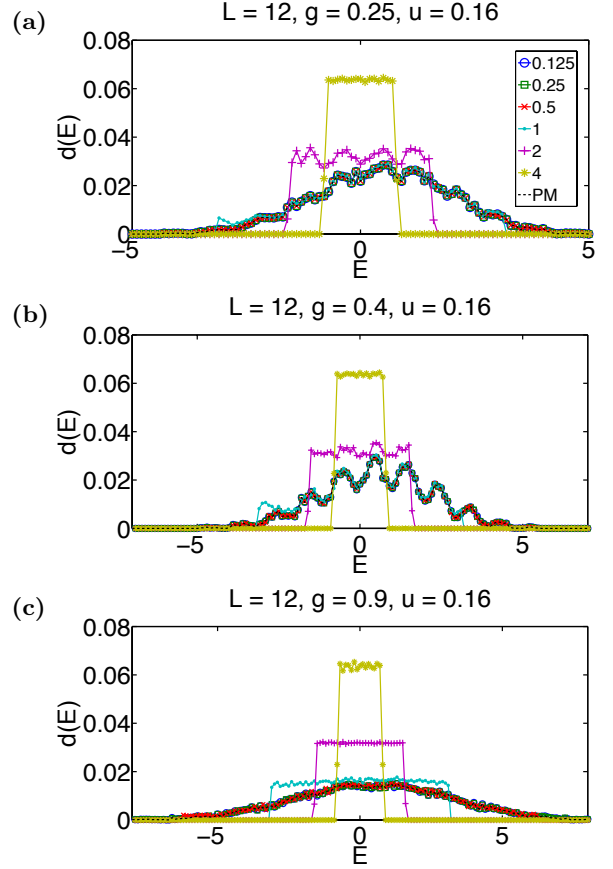 (a)
L = 12, g = 0.25, u = 0.16
0.08
0.06
0.04
0.02
0
d(E)
0.125
0.25
0.5
1
2
4
PM
−5 0 5
E
(b)
L = 12, g = 0.4, u = 0.16
0.08
0.06
0.04
0.02
0
d(E)
−5 0 5
E
(c)
L = 12, g = 0.9, u = 0.16
0.08
0.06
0.04
0.02
0
d(E)
−5 0 5
E